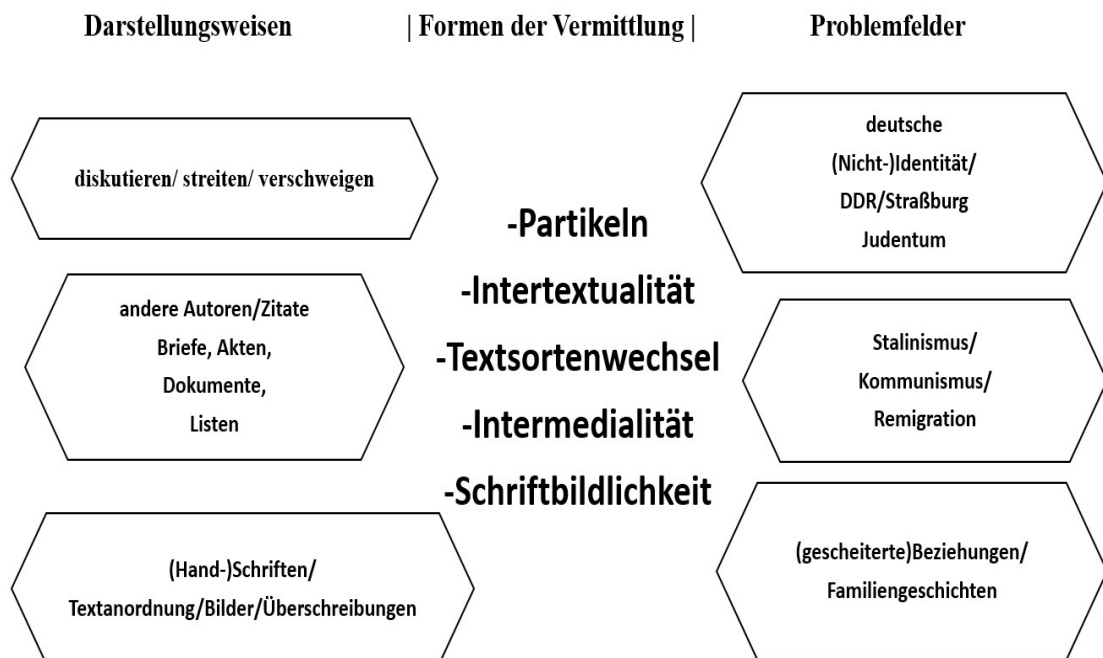 Darstellungsweisen | Formen der Vermittlung | Problemfelder
diskutieren/ streiten/ verschweigen
andere Autoren/Zitate
Briefe, Akten,
Dokumente,
Listen
(Hand-)Schriften/
Textanordnung/Bilder/Überschreibungen
-Partikeln
-Intertextualität
-Textsortenwechsel
-Intermedialität
-Schriftbildlichkeit
deutsche
(Nicht-)Identität/
DDR/Straßburg
Judentum
Stalinismus/
Kommunismus/
Remigration
(gescheiterte)Beziehungen/
Familiengeschichten